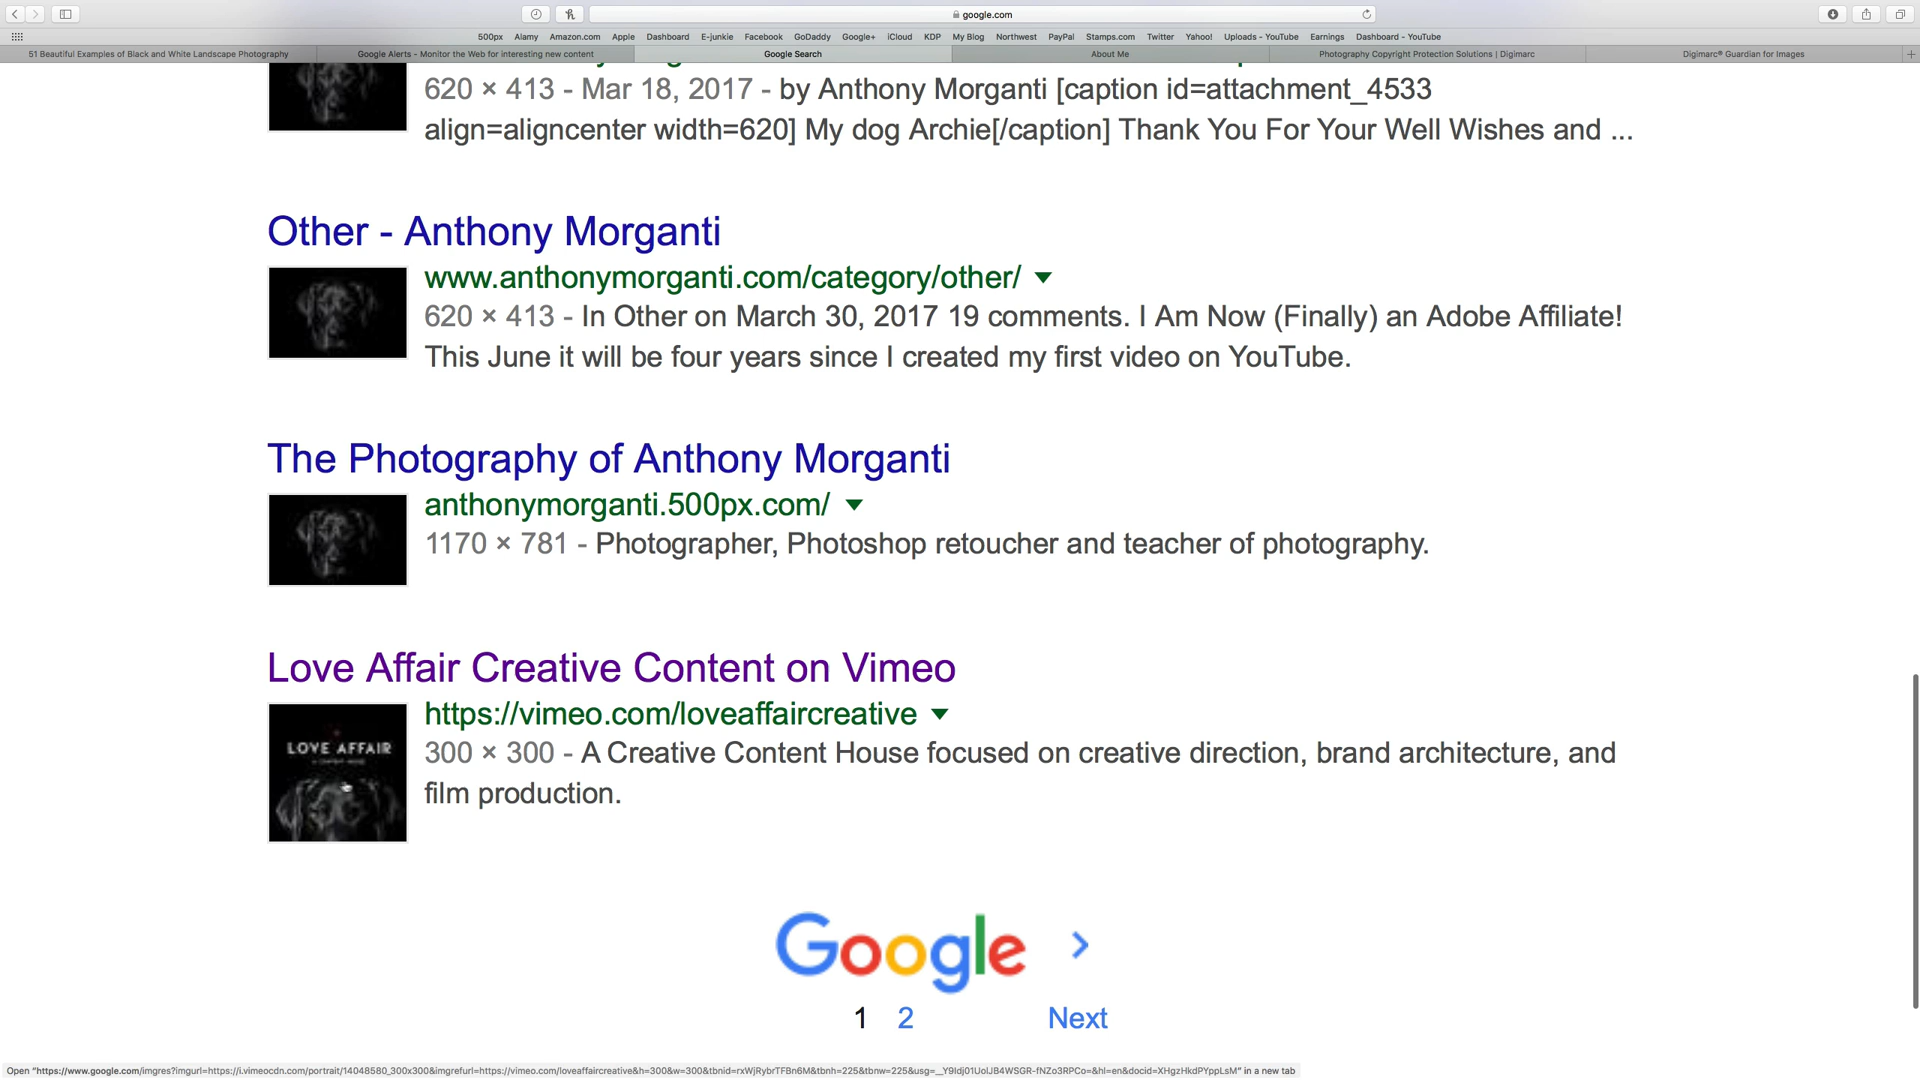 google.com
500px Alamy Amazon.com Apple Dashboard E-junkie Facebook GoDaddy Google+ iCloud KDP My Blog Northwest PayPal Stamps.com Twitter Yahoo! Uploads - YouTube Earnings Dashboard - YouTube
51 Beautiful Examples of Black and White Landscape Photography Google Alerts - Monitor the Web for interesting new content Google Search About Me Photography Copyright Protection Solutions | Digimarc Digimarc® Guardian for Images
620 × 413 - Mar 18, 2017 - by Anthony Morganti [caption id=attachment_4533
align=aligncenter width=620] My dog Archie[/caption] Thank You For Your Well Wishes and ...
Other - Anthony Morganti
www.anthonymorganti.com/category/other/
620 × 413 - In Other on March 30, 2017 19 comments. I Am Now (Finally) an Adobe Affiliate!
This June it will be four years since I created my first video on YouTube.
The Photography of Anthony Morganti
anthonymorganti.500px.com/
1170 × 781 - Photographer, Photoshop retoucher and teacher of photography.
Love Affair Creative Content on Vimeo
https://vimeo.com/loveaffaircreative
LOVE AFFAIR
300 × 300 - A Creative Content House focused on creative direction, brand architecture, and
film production.
Google
1 2 Next